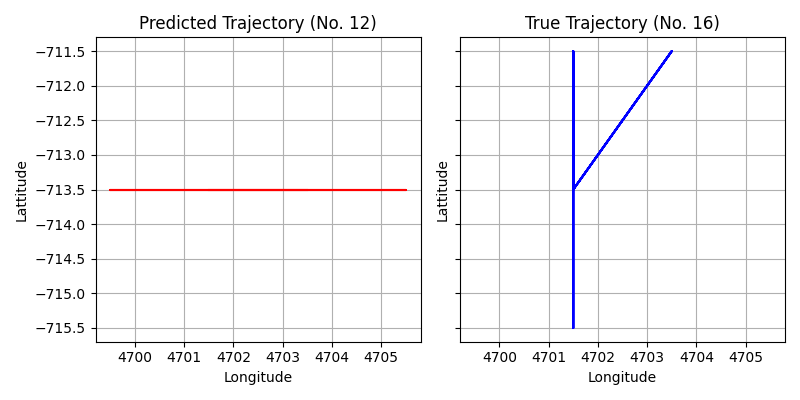 Predicted Trajectory (No. 12)
True Trajectory (No. 16)
Lattitude
−711.5
−712.0
−712.5
−713.0
−713.5
−714.0
−714.5
−715.0
−715.5
4700 4701 4702 4703 4704 4705
Longitude
Lattitude
4700 4701 4702 4703 4704 4705
Longitude